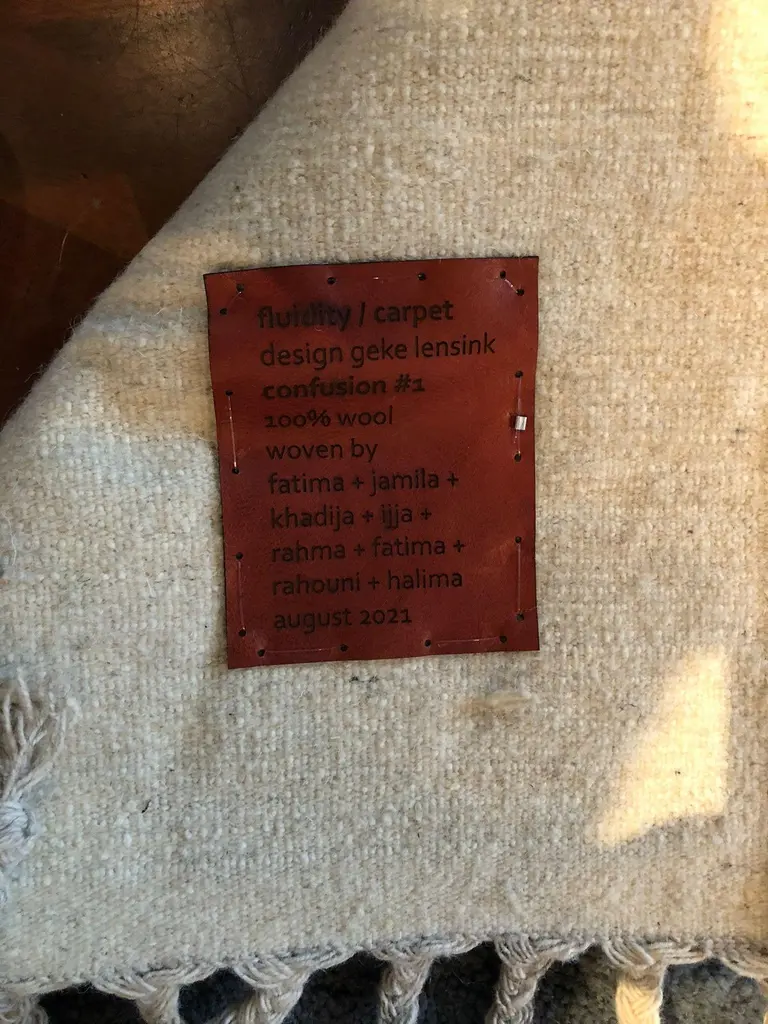 fluidity / carpet
design geke lensink
confusion #1
100% wool
woven by
fatima + jamila +
khadija + ijja +
rahma + fatima +
rahouni + halima
august 2021